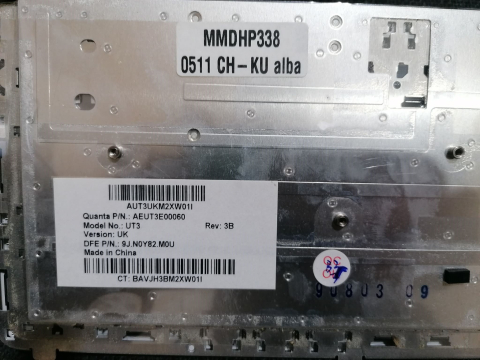 MMDHP338
0511 CH-KU alba
AUT3UKM2XW01I
Quanta P/N.: AEUT3E00060
Model No.: UT3 Rev: 3B
Version: UK
DFE P/N.: 9J.N0Y82.M0U
Made in China
CT: BAVJH3BM2XW01I
90803 09